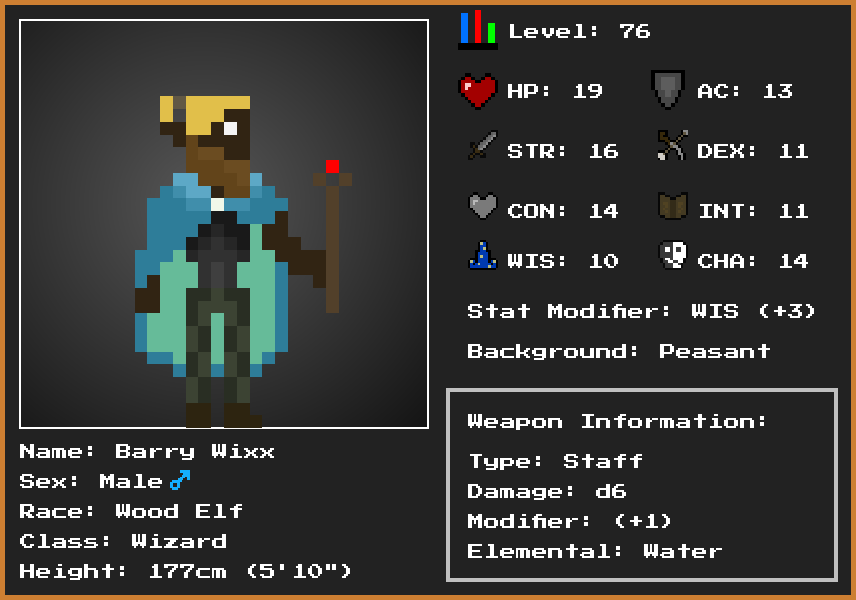 Level: 76
HP: 19
AC: 13
STR: 16
DEX: 11
CON: 14
INT: 11
WIS: 10
CHA: 14
Stat Modifier: WIS (+3)
Background: Peasant
Weapon Information:
Type: Staff
Damage: d6
Modifier: (+1)
Elemental: Water
Name: Barry Wixx
Sex: Male♂
Race: Wood Elf
Class: Wizard
Height: 177cm (5'10")